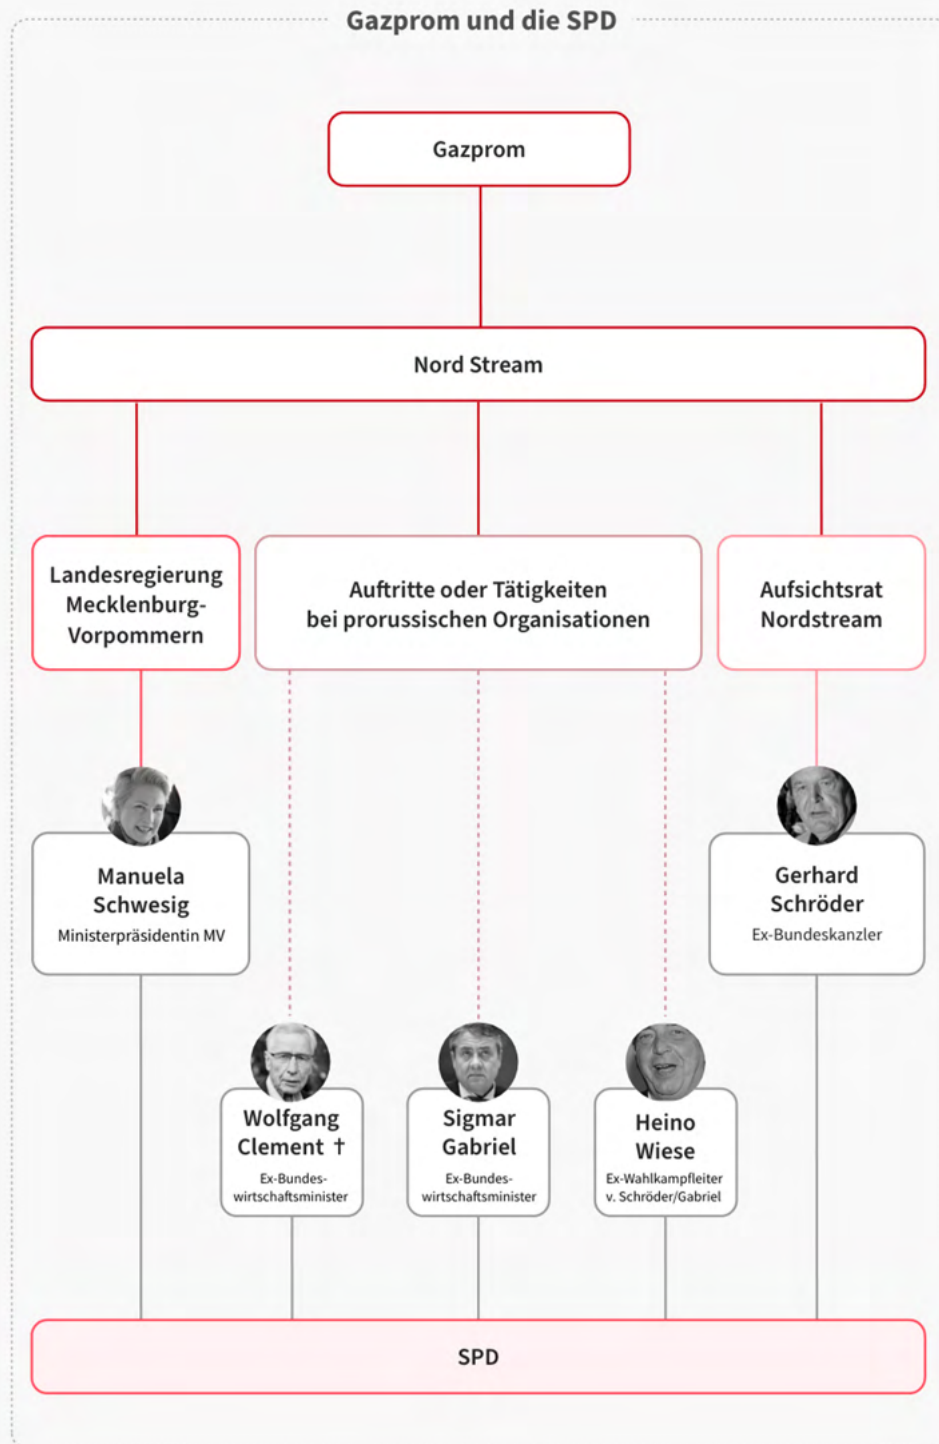 Gazprom und die SPD
Gazprom
Nord Stream
Landesregierung
Mecklenburg-
Vorpommern
Auftritte oder Tätigkeiten
bei prorussischen Organisationen
Aufsichtsrat
Nordstream
Manuela
Schwesig
Ministerpräsidentin MV
Gerhard
Schröder
Ex-Bundeskanzler
Wolfgang
Clement †
Ex-Bundes-
wirtschaftsminister
Sigmar
Gabriel
Ex-Bundes-
wirtschaftsminister
Heino
Wiese
Ex-Wahlkampfleiter
v. Schröder/Gabriel
SPD